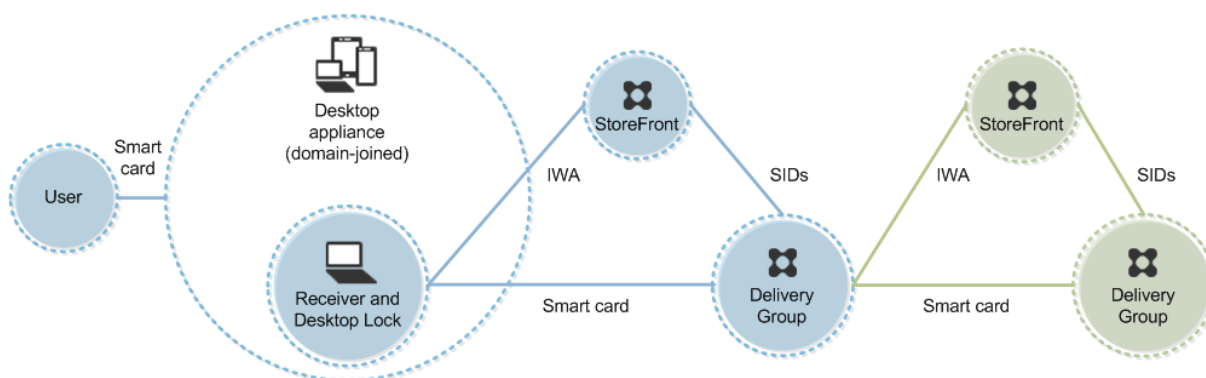 User
Smart
card
Desktop
appliance
(domain-joined)
Receiver and
Desktop Lock
IWA
StoreFront
SIDs
Smart card
Delivery
Group
IWA
StoreFront
SIDs
Smart card
Delivery
Group